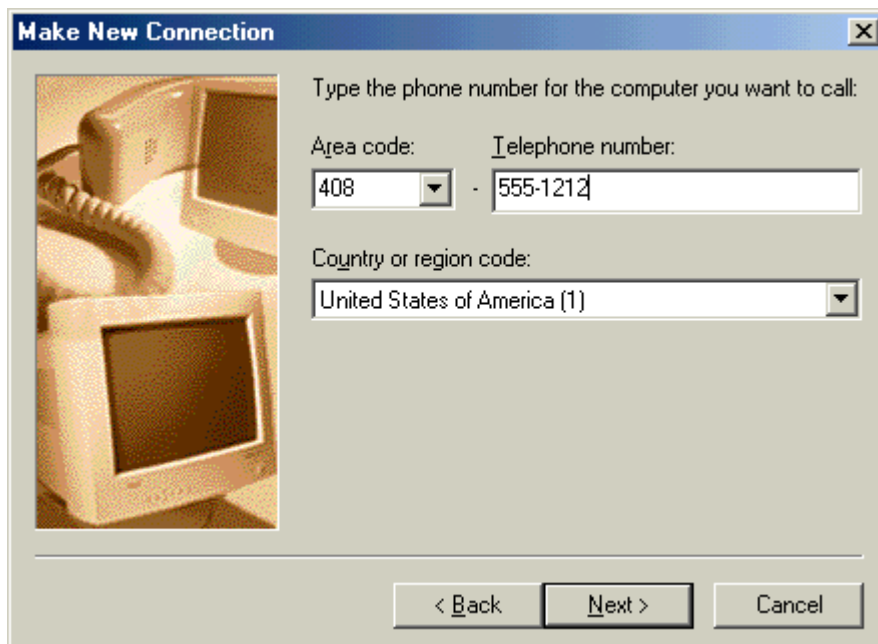 Make New Connection
Type the phone number for the computer you want to call:
Area code: Telephone number:
408 - 555-1212
Country or region code:
United States of America (1)
< Back Next > Cancel